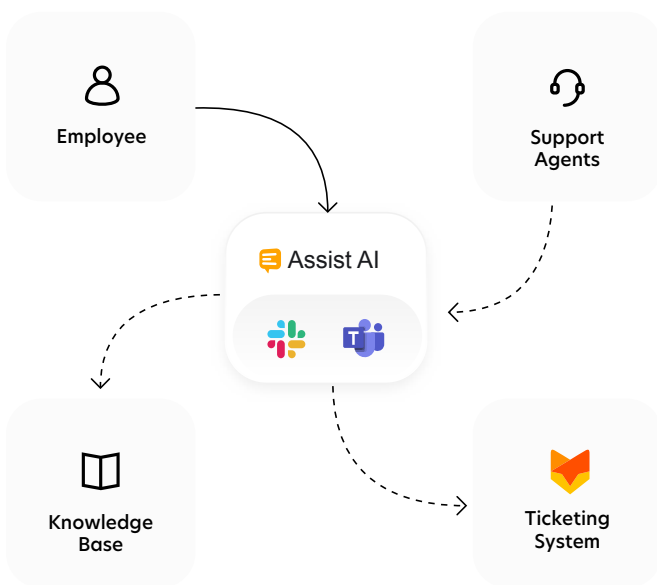 Employee
Support
Agents
Assist AI
T
Knowledge
Base
Ticketing
System